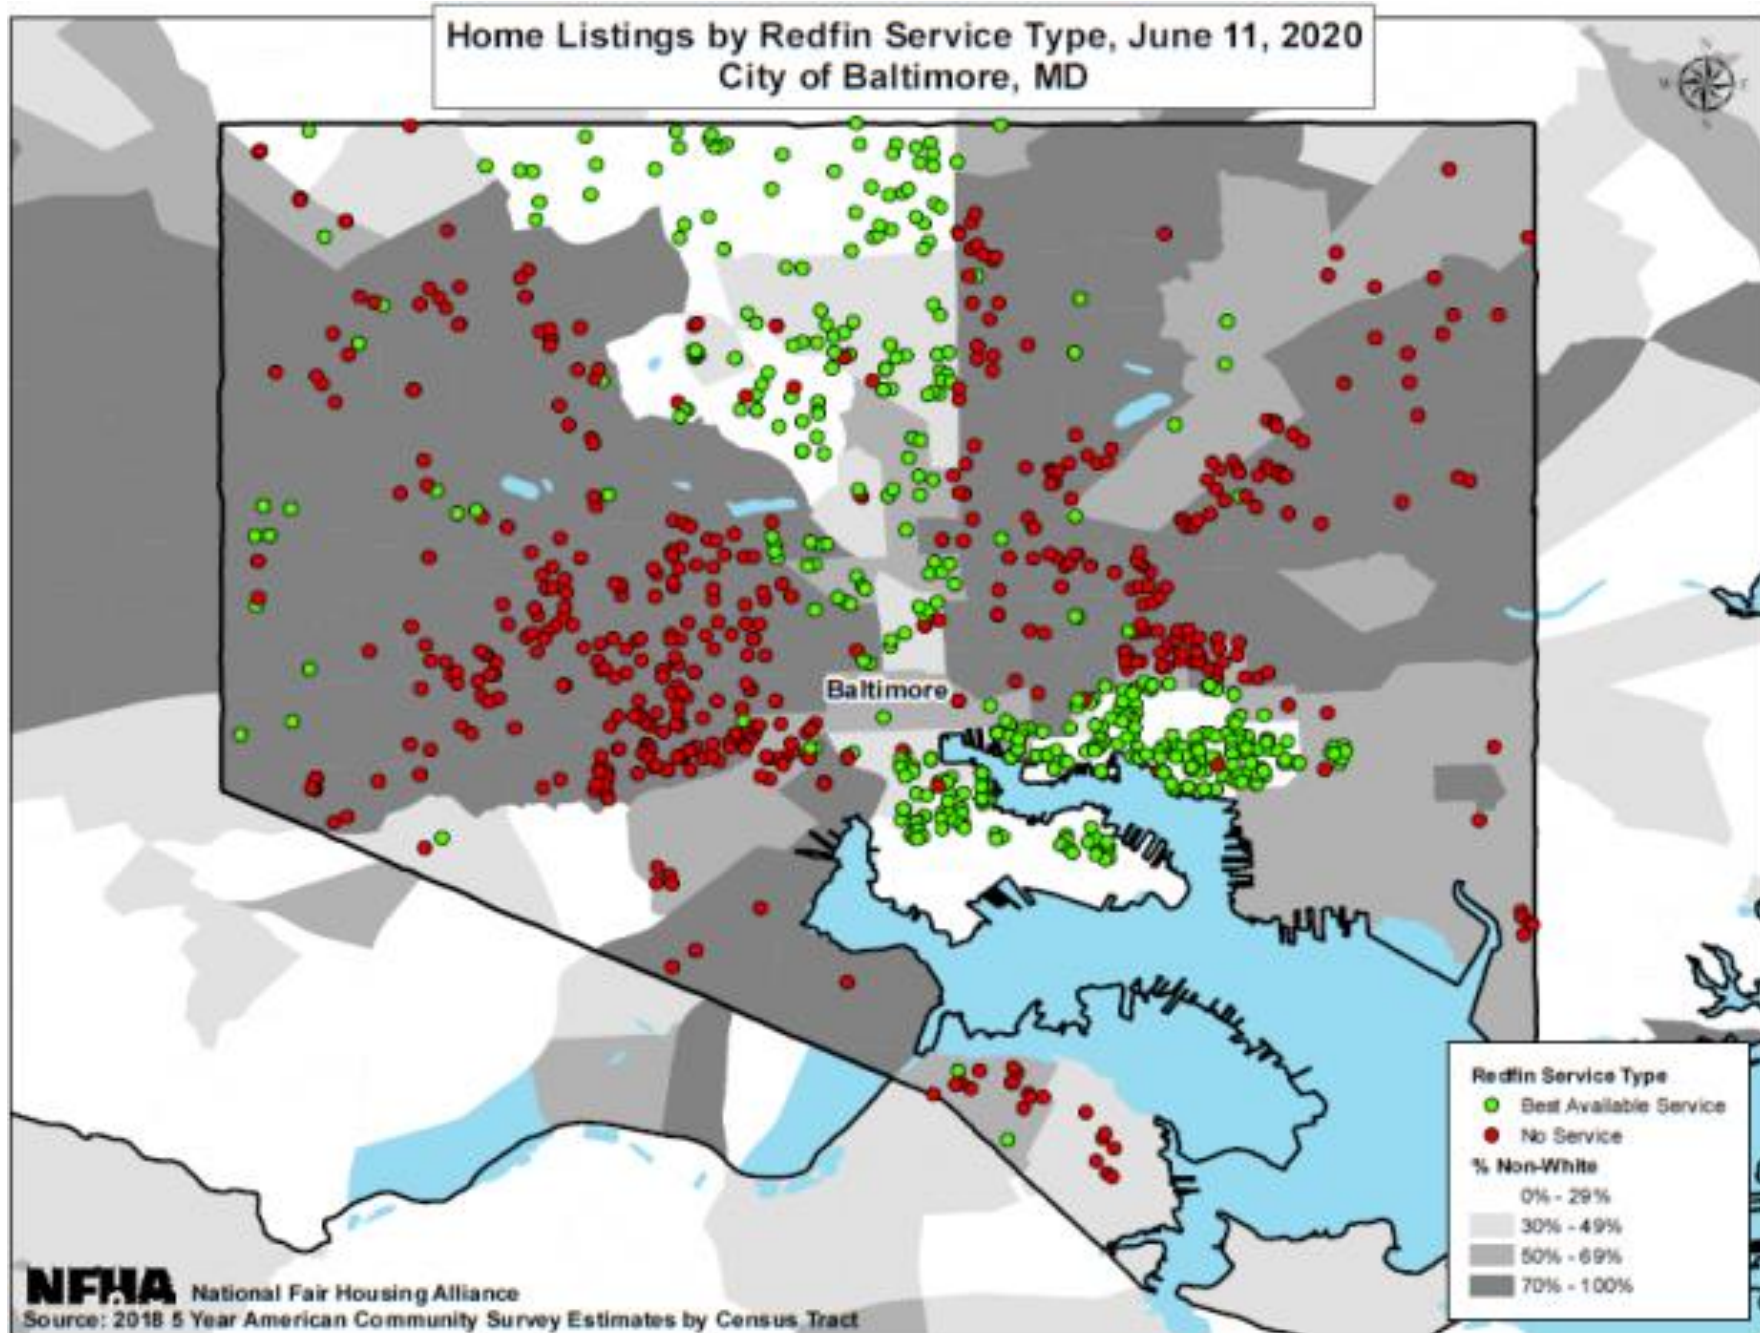 Home Listings by Redfin Service Type, June 11, 2020
City of Baltimore, MD
N
W E
S
Baltimore
Redfin Service Type
Best Available Service
No Service
% Non-White
0% - 29%
30% - 49%
50% - 69%
70% - 100%
NFHA National Fair Housing Alliance
Source: 2018 5 Year American Community Survey Estimates by Census Tract